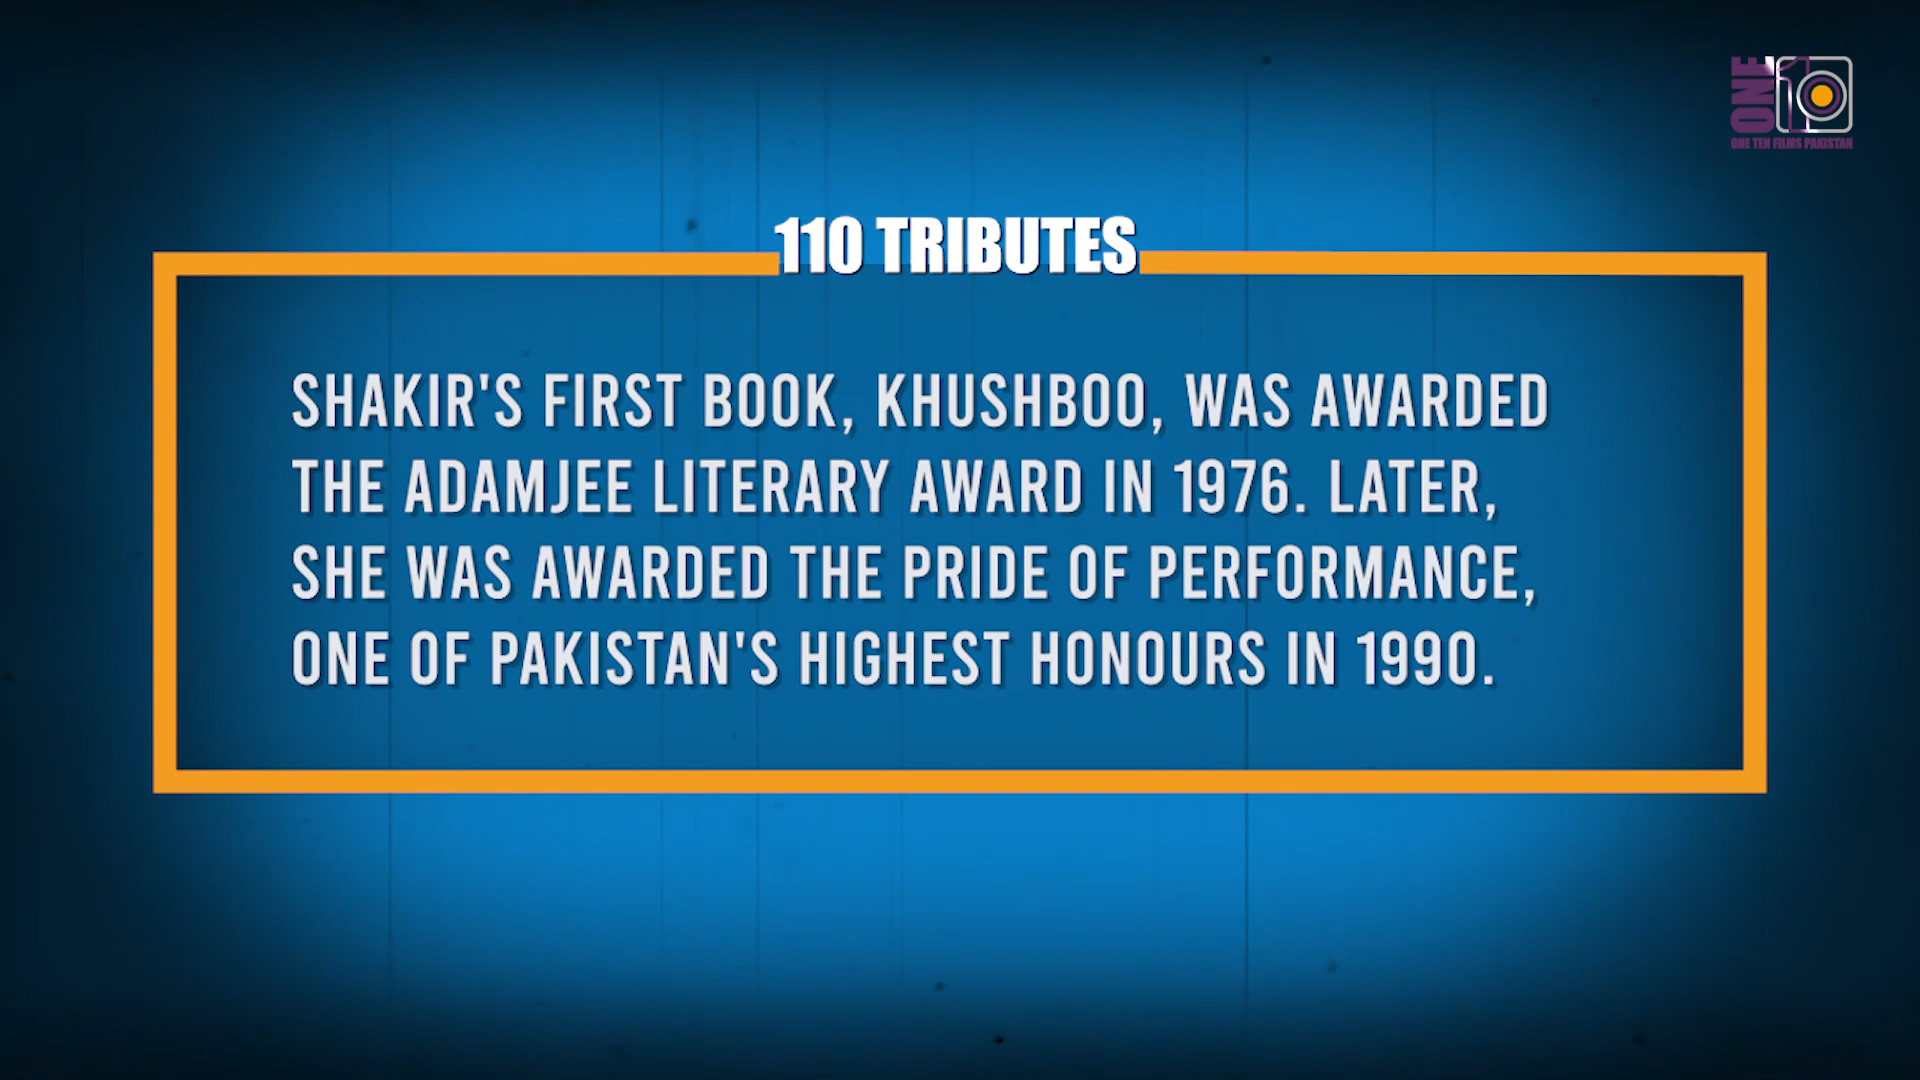 ONE
10
ONE TEN FILMS PAKISTAN
110 TRIBUTES
SHAKIR'S FIRST BOOK, KHUSHBOO, WAS AWARDED
THE ADAMJEE LITERARY AWARD IN 1976. LATER,
SHE WAS AWARDED THE PRIDE OF PERFORMANCE,
ONE OF PAKISTAN'S HIGHEST HONOURS IN 1990.